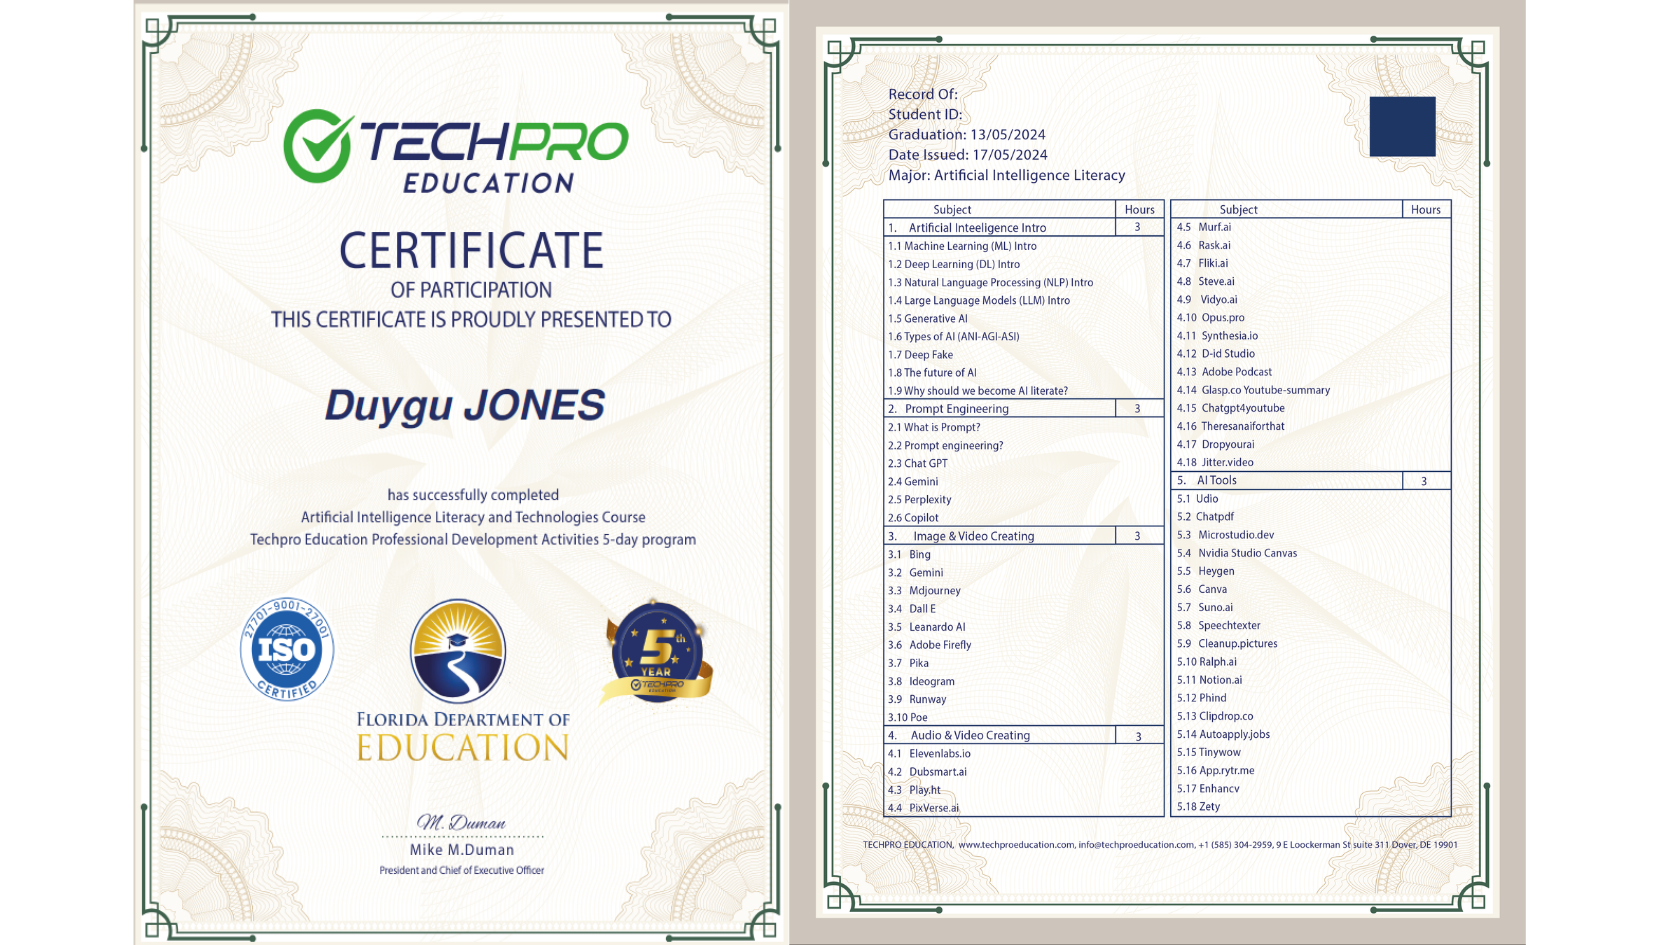 TECHPRO
EDUCATION
CERTIFICATE
OF PARTICIPATION
THIS CERTIFICATE IS PROUDLY PRESENTED TO
Duygu JONES
has successfully completed
Artificial Intelligence Literacy and Technologies Course
Techpro Education Professional Development Activities 5-day program
27701-9001-27001
ISO
CERTIFIED
5th
YEAR
TECHPRO
EDUCATION
FLORIDA DEPARTMENT OF
EDUCATION
M. Duman
Mike M.Duman
President and Chief of Executive Officer
Record Of:
Student ID:
Graduation: 13/05/2024
Date Issued: 17/05/2024
Major: Artificial Intelligence Literacy
Subject Hours
1. Artificial Inteeligence Intro 3
1.1 Machine Learning (ML) Intro
1.2 Deep Learning (DL) Intro
1.3 Natural Language Processing (NLP) Intro
1.4 Large Language Models (LLM) Intro
1.5 Generative AI
1.6 Types of AI (ANI-AGI-ASI)
1.7 Deep Fake
1.8 The future of AI
1.9 Why should we become AI literate?
2. Prompt Engineering 3
2.1 What is Prompt?
2.2 Prompt engineering?
2.3 Chat GPT
2.4 Gemini
2.5 Perplexity
2.6 Copilot
3. Image & Video Creating 3
3.1 Bing
3.2 Gemini
3.3 Mdjourney
3.4 Dall E
3.5 Leanardo AI
3.6 Adobe Firefly
3.7 Pika
3.8 Ideogram
3.9 Runway
3.10 Poe
4. Audio & Video Creating 3
4.1 Elevenlabs.io
4.2 Dubsmart.ai
4.3 Play.ht
4.4 PixVerse.ai
Subject Hours
4.5 Murf.ai
4.6 Rask.ai
4.7 Fliki.ai
4.8 Steve.ai
4.9 Vidyo.ai
4.10 Opus.pro
4.11 Synthesia.io
4.12 D-id Studio
4.13 Adobe Podcast
4.14 Glasp.co Youtube-summary
4.15 Chatgpt4youtube
4.16 Theresanaiforthat
4.17 Dropyourai
4.18 Jitter.video
5. AI Tools 3
5.1 Udio
5.2 Chatpdf
5.3 Microstudio.dev
5.4 Nvidia Studio Canvas
5.5 Heygen
5.6 Canva
5.7 Suno.ai
5.8 Speechtexter
5.9 Cleanup.pictures
5.10 Ralph.ai
5.11 Notion.ai
5.12 Phind
5.13 Clipdrop.co
5.14 Autoapply.jobs
5.15 Tinywow
5.16 App.rytr.me
5.17 Enhancv
5.18 Zety
TECHPRO EDUCATION, www.techproeducation.com, info@techproeducation.com, +1 (585) 304-2959, 9 E Loockerman St suite 311 Dover, DE 19901